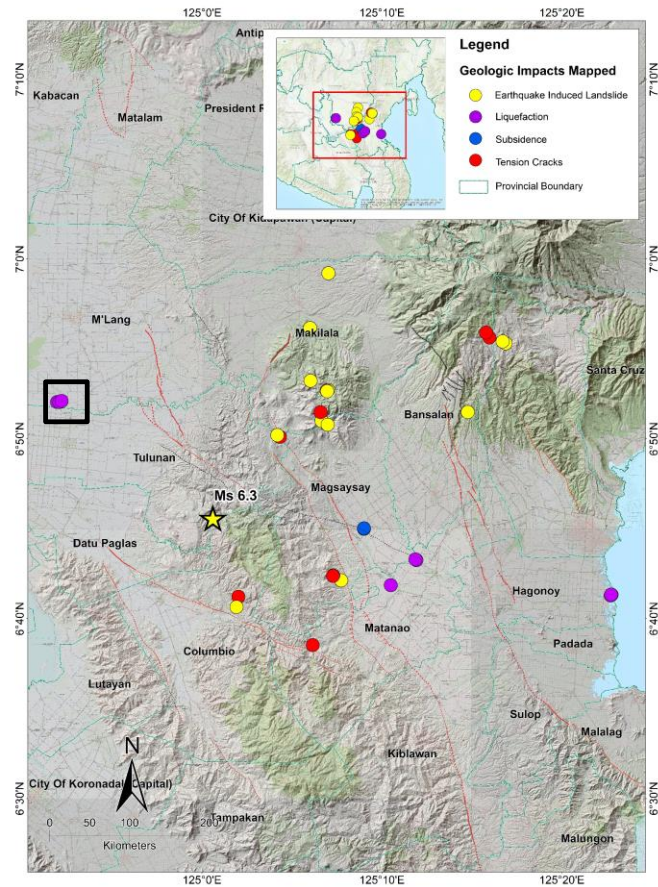 125°0'E
125°10'E
125°20'E
Antip
Kabacan
Matalam
President R
7°10'N
7°10'N
Legend
Geologic Impacts Mapped
Earthquake Induced Landslide
Liquefaction
Subsidence
Tension Cracks
Provincial Boundary
City Of Kidapawan (Capital)
7°0'N
7°0'N
M'Lang
Makilala
Santa Cruz
Bansalan
6°50'N
6°50'N
Tulunan
Magsaysay
Ms 6.3
Datu Paglas
Hagonoy
6°40'N
6°40'N
Matanao
Padada
Columbio
Lutayan
Sulop
Malalag
N
Kiblawan
City Of Koronadal (Capital)
6°30'N
6°30'N
Tampakan
0 50 100 200
Kilometers
Malungon
125°0'E
125°10'E
125°20'E